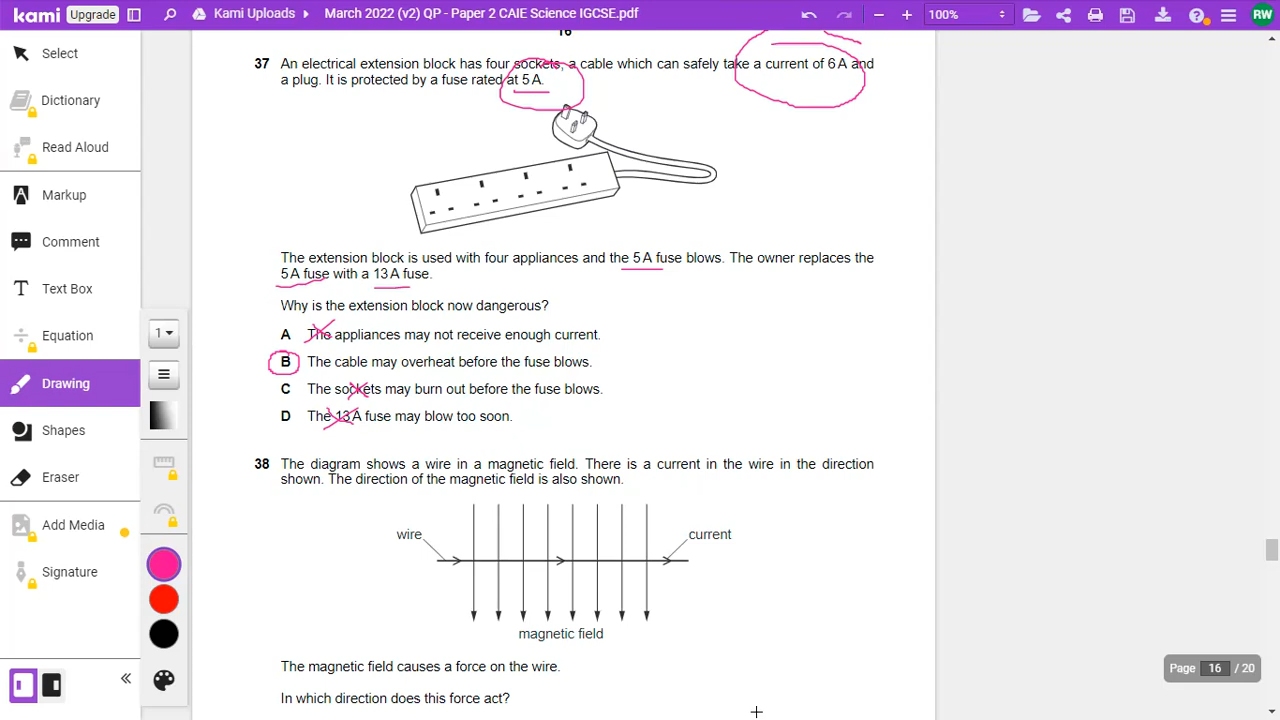 kami Upgrade Kami Uploads March 2022 (v2) QP - Paper 2 CAIE Science IGCSE.pdf 100% RW
Select
Dictionary
Read Aloud
Markup
Comment
Text Box
Equation
Drawing
Shapes
Eraser
Add Media
Signature
1
16
37 An electrical extension block has four sockets, a cable which can safely take a current of 6 A and
a plug. It is protected by a fuse rated at 5 A.
The extension block is used with four appliances and the 5 A fuse blows. The owner replaces the
5 A fuse with a 13 A fuse.
Why is the extension block now dangerous?
A The appliances may not receive enough current.
B The cable may overheat before the fuse blows.
C The sockets may burn out before the fuse blows.
D The 13 A fuse may blow too soon.
38 The diagram shows a wire in a magnetic field. There is a current in the wire in the direction
shown. The direction of the magnetic field is also shown.
wire
current
magnetic field
The magnetic field causes a force on the wire.
In which direction does this force act?
Page 16 / 20